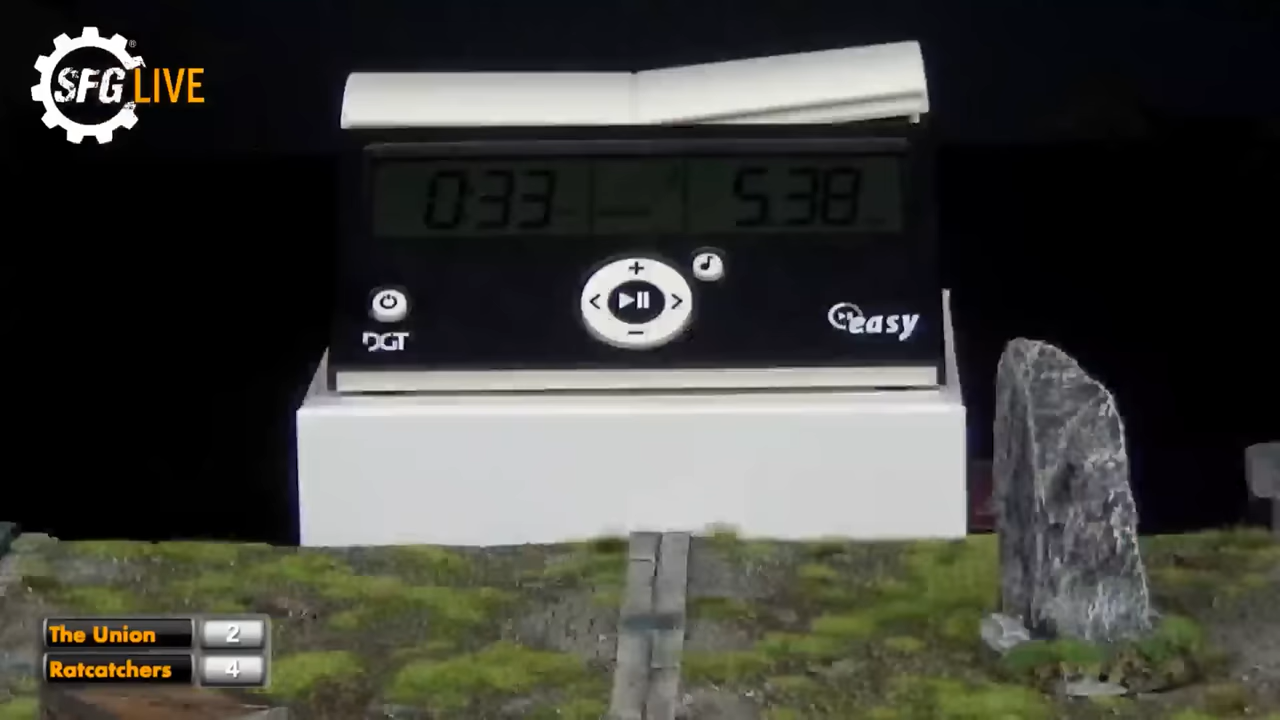 SFG® LIVE
0:33 5.38
DGT
easy
The Union 2
Ratcatchers 4